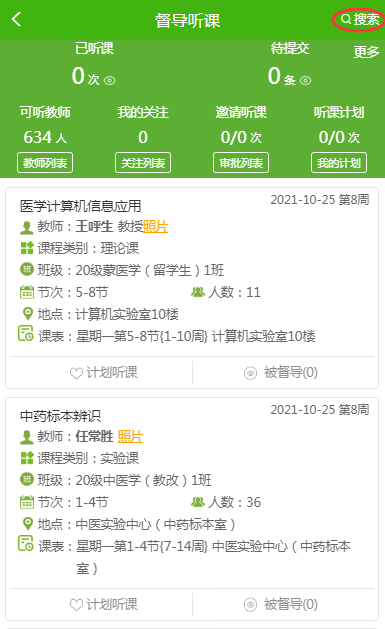 督导听课 搜索
已听课 待提交 更多
0 次 0 条
可听教师 我的关注 邀请听课 听课计划
634 人 0 0/0 次 0/0 次
教师列表 关注列表 审批列表 我的计划
医学计算机信息应用 2021-10-25 第8周
教师：王呼生 教授照片
课程类别：理论课
班 班级：20级蒙医学（留学生）1班
节次：5-8节 人数：11
地点：计算机实验室10楼
课表：星期一第5-8节{1-10周} 计算机实验室10楼
计划听课 被督导(0)
中药标本辨识 2021-10-25 第8周
教师：任常胜 照片
课程类别：实验课
班 班级：20级中医学（教改）1班
节次：1-4节 人数：36
地点：中医实验中心（中药标本室）
课表：星期一第1-4节{7-14周} 中医实验中心（中药标本
室）
计划听课 被督导(0)